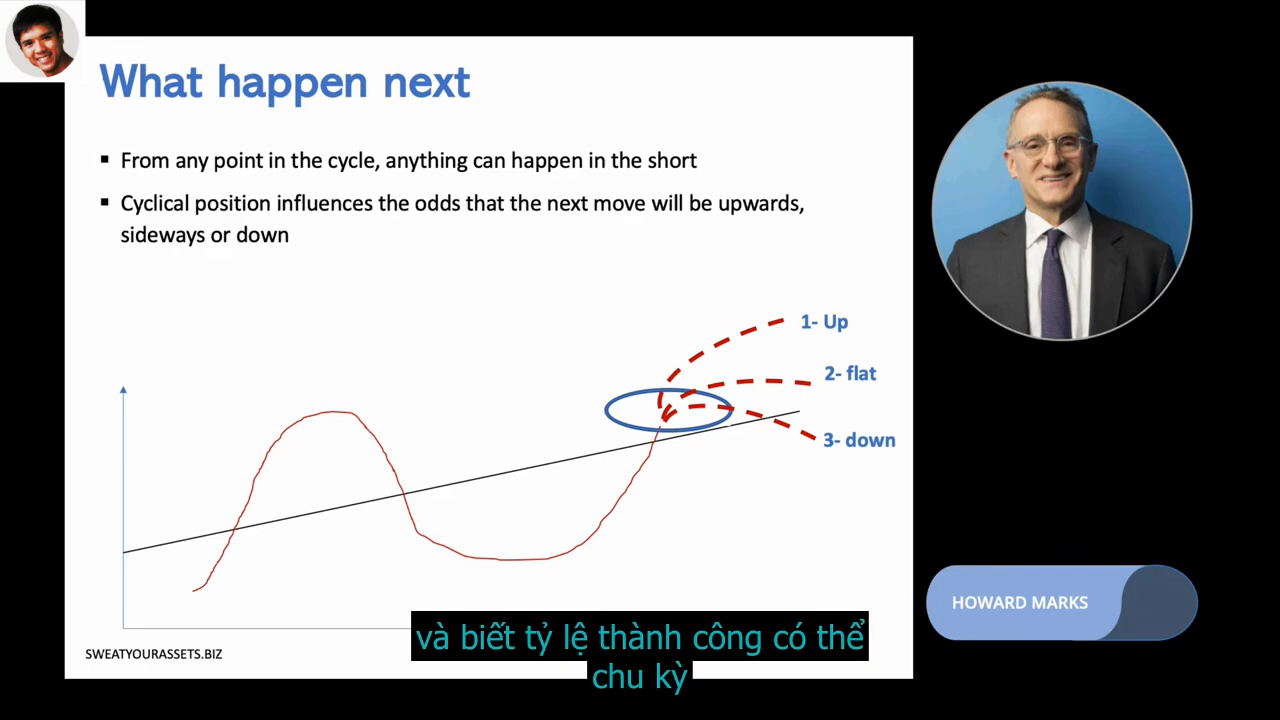 What happen next
▪ From any point in the cycle, anything can happen in the short
▪ Cyclical position influences the odds that the next move will be upwards,
sideways or down
1- Up
2- flat
3- down
HOWARD MARKS
SWEATYOURASSETS.BIZ
và biết tỷ lệ thành công có thể
chu kỳ